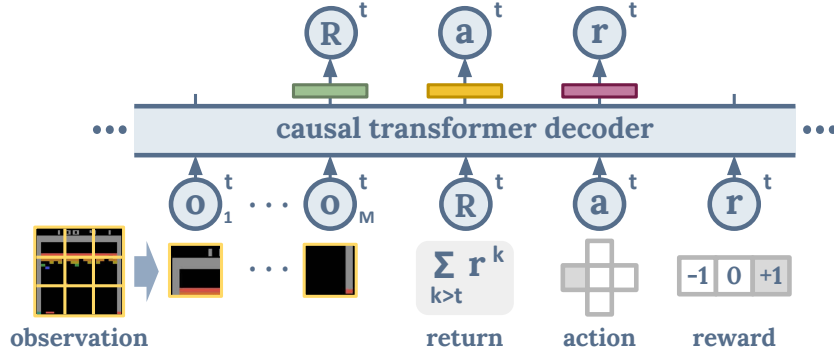 R t a t r t
... causal transformer decoder ...
o 1 t ... o M t R t a t r t
... Σ r k k>t -1 0 +1
observation return action reward